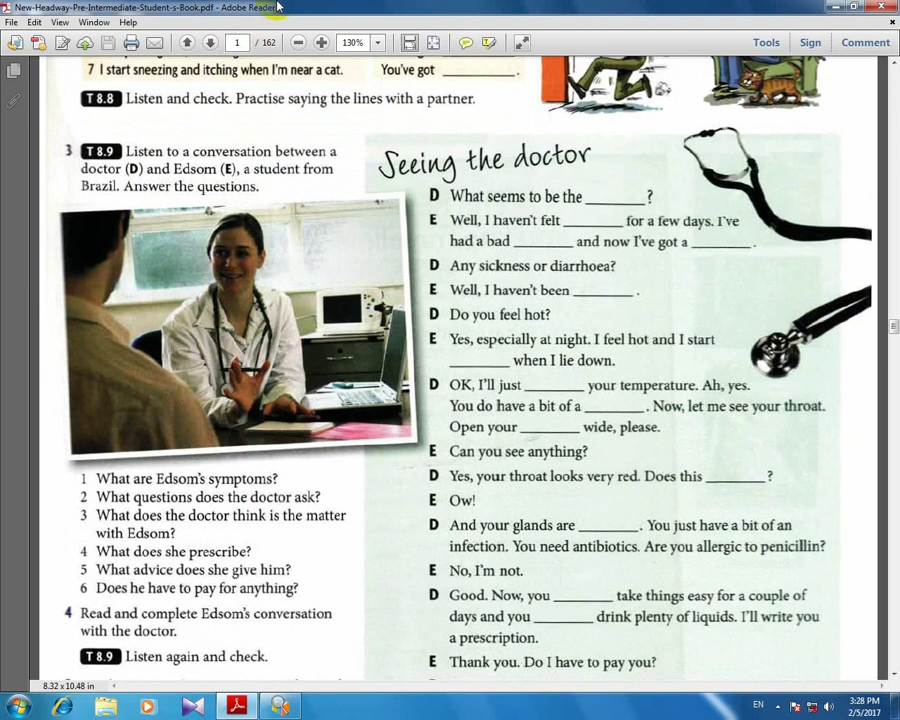 New-Headway-Pre-Intermediate-Student-s-Book.pdf - Adobe Reader
File Edit View Window Help
1 / 162 130% Tools Sign Comment
7 I start sneezing and itching when I'm near a cat. You've got ________.
T 8.8 Listen and check. Practise saying the lines with a partner.
3 T 8.9 Listen to a conversation between a
doctor (D) and Edsom (E), a student from
Brazil. Answer the questions.
1 What are Edsom's symptoms?
2 What questions does the doctor ask?
3 What does the doctor think is the matter
with Edsom?
4 What does she prescribe?
5 What advice does she give him?
6 Does he have to pay for anything?
4 Read and complete Edsom's conversation
with the doctor.
T 8.9 Listen again and check.
Seeing the doctor
D What seems to be the ________?
E Well, I haven't felt ________ for a few days. I've
had a bad ________ and now I've got a ________.
D Any sickness or diarrhoea?
E Well, I haven't been ________.
D Do you feel hot?
E Yes, especially at night. I feel hot and I start
________ when I lie down.
D OK, I'll just ________ your temperature. Ah, yes.
You do have a bit of a ________. Now, let me see your throat.
Open your ________ wide, please.
E Can you see anything?
D Yes, your throat looks very red. Does this ________?
E Ow!
D And your glands are ________. You just have a bit of an
infection. You need antibiotics. Are you allergic to penicillin?
E No, I'm not.
D Good. Now, you ________ take things easy for a couple of
days and you ________ drink plenty of liquids. I'll write you
a prescription.
E Thank you. Do I have to pay you?
8.32 x 10.48 in
EN 3:28 PM
2/5/2017